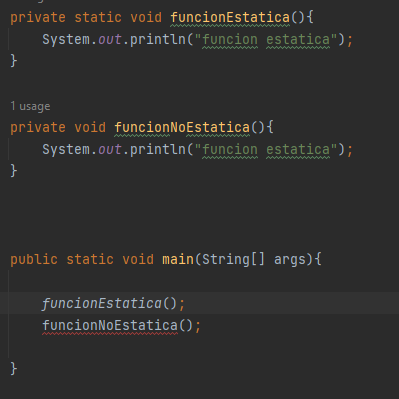 private static void funcionEstatica(){
System.out.println("funcion estatica");
}
1 usage
private void funcionNoEstatica(){
System.out.println("funcion estatica");
}
public static void main(String[] args){
funcionEstatica();
funcionNoEstatica();
}